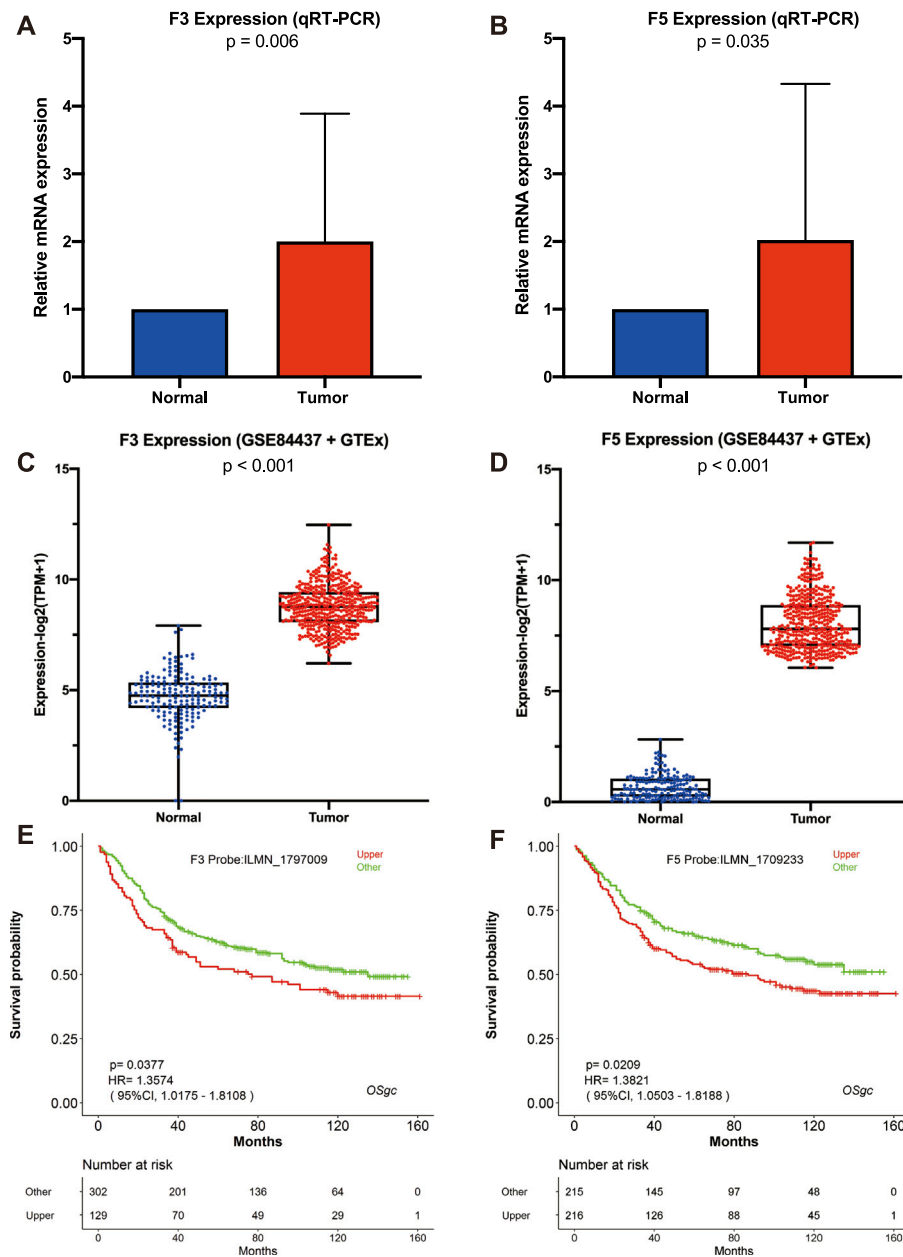 A
F3 Expression (qRT-PCR)
p = 0.006
Relative mRNA expression
5
4
3
2
1
0
Normal Tumor
B
F5 Expression (qRT-PCR)
p = 0.035
Relative mRNA expression
5
4
3
2
1
0
Normal Tumor
C
F3 Expression (GSE84437 + GTEx)
p < 0.001
Expression-log2(TPM+1)
15
10
5
0
Normal Tumor
D
F5 Expression (GSE84437 + GTEx)
p < 0.001
Expression-log2(TPM+1)
15
10
5
0
Normal Tumor
E
F3 Probe:ILMN_1797009
Upper
Other
Survival probability
1.00
0.75
0.50
0.25
0.00
p= 0.0377
HR= 1.3574
( 95%CI, 1.0175 - 1.8108 )
OSgc
0 40 80 120 160
Months
Number at risk
Other 302 201 136 64 0
Upper 129 70 49 29 1
0 40 80 120 160
Months
F
F5 Probe:ILMN_1709233
Upper
Other
Survival probability
1.00
0.75
0.50
0.25
0.00
p= 0.0209
HR= 1.3821
( 95%CI, 1.0503 - 1.8188 )
OSgc
0 40 80 120 160
Months
Number at risk
Other 215 145 97 48 0
Upper 216 126 88 45 1
0 40 80 120 160
Months